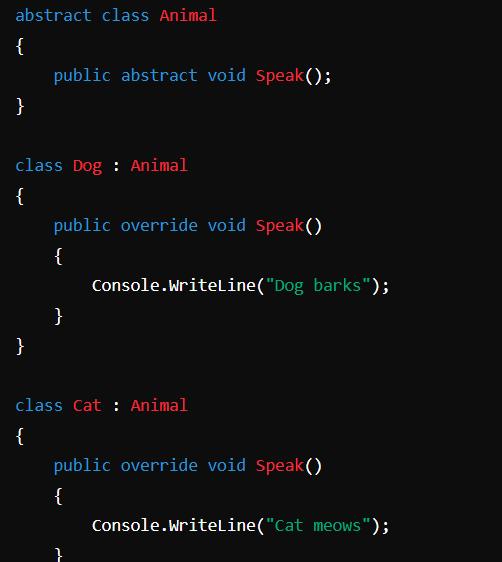 abstract class Animal
{
    public abstract void Speak();
}

class Dog : Animal
{
    public override void Speak()
    {
        Console.WriteLine("Dog barks");
    }
}

class Cat : Animal
{
    public override void Speak()
    {
        Console.WriteLine("Cat meows");
    }